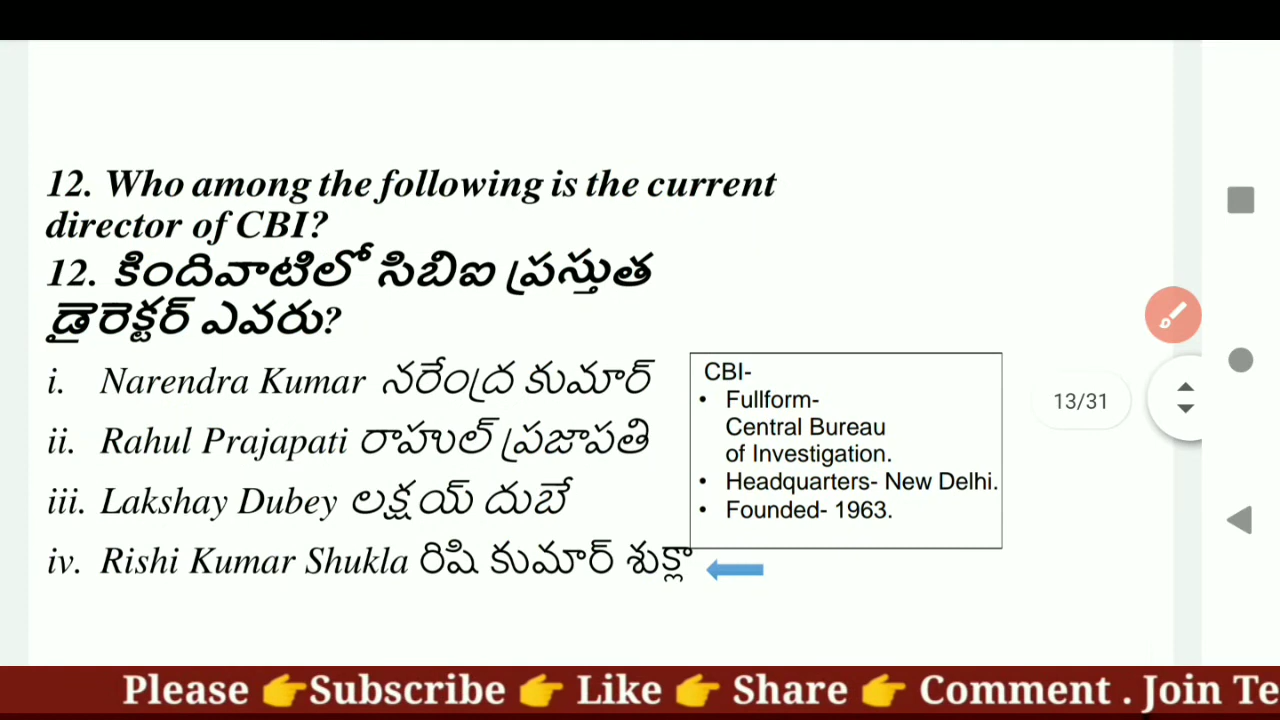 12. Who among the following is the current
director of CBI?
12. కిందివాటిలో సిబిఐ ప్రస్తుత
డైరెక్టర్ ఎవరు?
i. Narendra Kumar నరేంద్ర కుమార్
ii. Rahul Prajapati రాహుల్ ప్రజాపతి
iii. Lakshay Dubey లక్షయ్ దుబే
iv. Rishi Kumar Shukla రిషి కుమార్ శుక్లా
CBI-
• Fullform-
Central Bureau
of Investigation.
• Headquarters- New Delhi.
• Founded- 1963.
13/31
Please 👉Subscribe 👉 Like 👉 Share 👉 Comment . Join Te